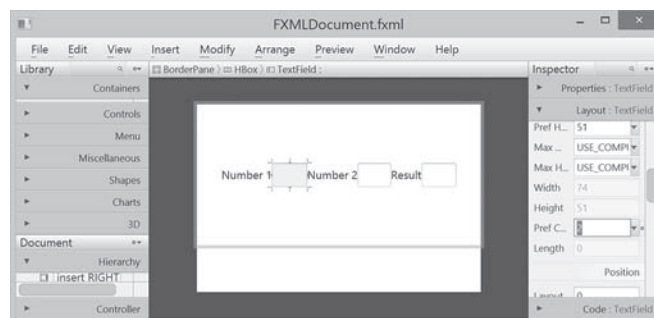 FXMLDocument.fxml
File Edit View Insert Modify Arrange Preview Window Help
Library
BorderPane HBox TextField :
Inspector
Containers
Controls
Menu
Miscellaneous
Shapes
Charts
3D
Document
Hierarchy
insert RIGHT
Controller
Number 1 Number 2 Result
Properties : TextField
Layout : TextField
Pref H... 51
Max ... USE_COMPI
Max H... USE_COMPI
Width 74
Height 51
Pref C...
Length 0
Position
Layout 0
Code : TextField